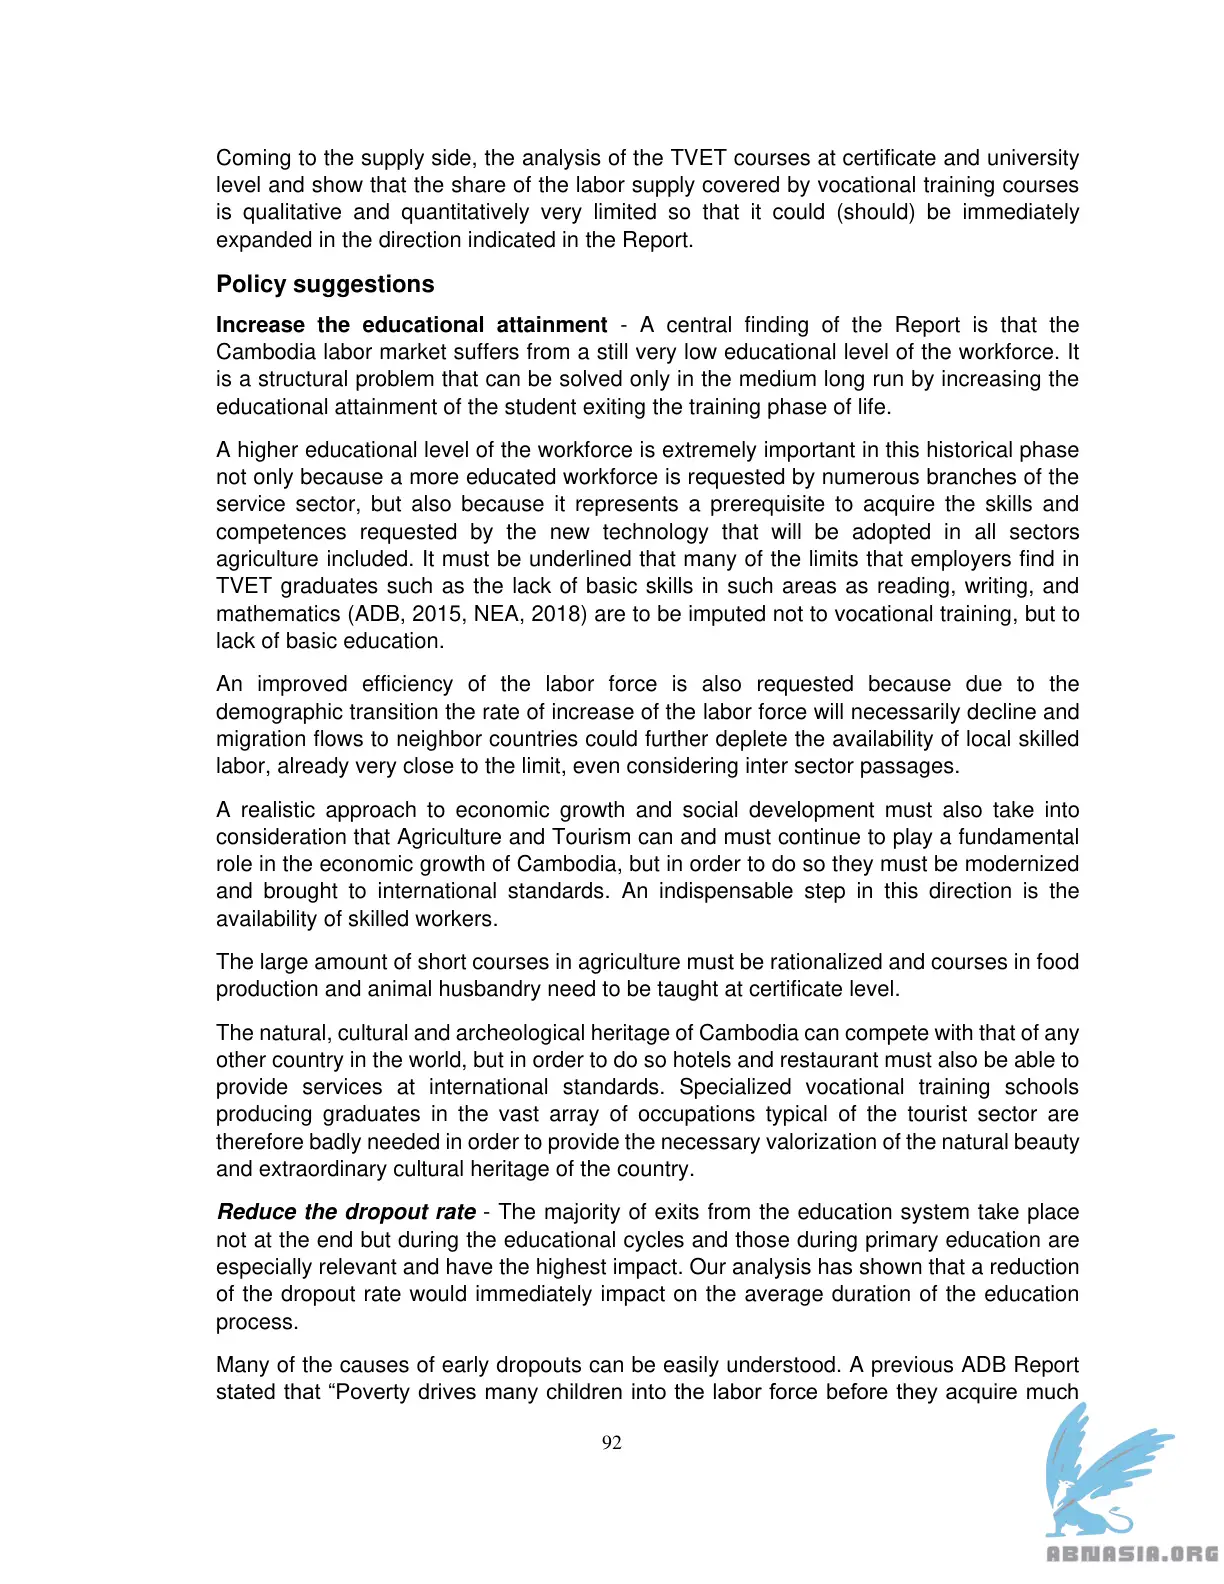 Coming to the supply side, the analysis of the TVET courses at certificate and university
level and show that the share of the labor supply covered by vocational training courses
is qualitative and quantitatively very limited so that it could (should) be immediately
expanded in the direction indicated in the Report.
Policy suggestions
Increase the educational attainment - A central finding of the Report is that the
Cambodia labor market suffers from a still very low educational level of the workforce. It
is a structural problem that can be solved only in the medium long run by increasing the
educational attainment of the student exiting the training phase of life.
A higher educational level of the workforce is extremely important in this historical phase
not only because a more educated workforce is requested by numerous branches of the
service sector, but also because it represents a prerequisite to acquire the skills and
competences requested by the new technology that will be adopted in all sectors
agriculture included. It must be underlined that many of the limits that employers find in
TVET graduates such as the lack of basic skills in such areas as reading, writing, and
mathematics (ADB, 2015, NEA, 2018) are to be imputed not to vocational training, but to
lack of basic education.
An improved efficiency of the labor force is also requested because due to the
demographic transition the rate of increase of the labor force will necessarily decline and
migration flows to neighbor countries could further deplete the availability of local skilled
labor, already very close to the limit, even considering inter sector passages.
A realistic approach to economic growth and social development must also take into
consideration that Agriculture and Tourism can and must continue to play a fundamental
role in the economic growth of Cambodia, but in order to do so they must be modernized
and brought to international standards. An indispensable step in this direction is the
availability of skilled workers.
The large amount of short courses in agriculture must be rationalized and courses in food
production and animal husbandry need to be taught at certificate level.
The natural, cultural and archeological heritage of Cambodia can compete with that of any
other country in the world, but in order to do so hotels and restaurant must also be able to
provide services at international standards. Specialized vocational training schools
producing graduates in the vast array of occupations typical of the tourist sector are
therefore badly needed in order to provide the necessary valorization of the natural beauty
and extraordinary cultural heritage of the country.
Reduce the dropout rate - The majority of exits from the education system take place
not at the end but during the educational cycles and those during primary education are
especially relevant and have the highest impact. Our analysis has shown that a reduction
of the dropout rate would immediately impact on the average duration of the education
process.
Many of the causes of early dropouts can be easily understood. A previous ADB Report
stated that “Poverty drives many children into the labor force before they acquire much
92
ABNASIA.ORG